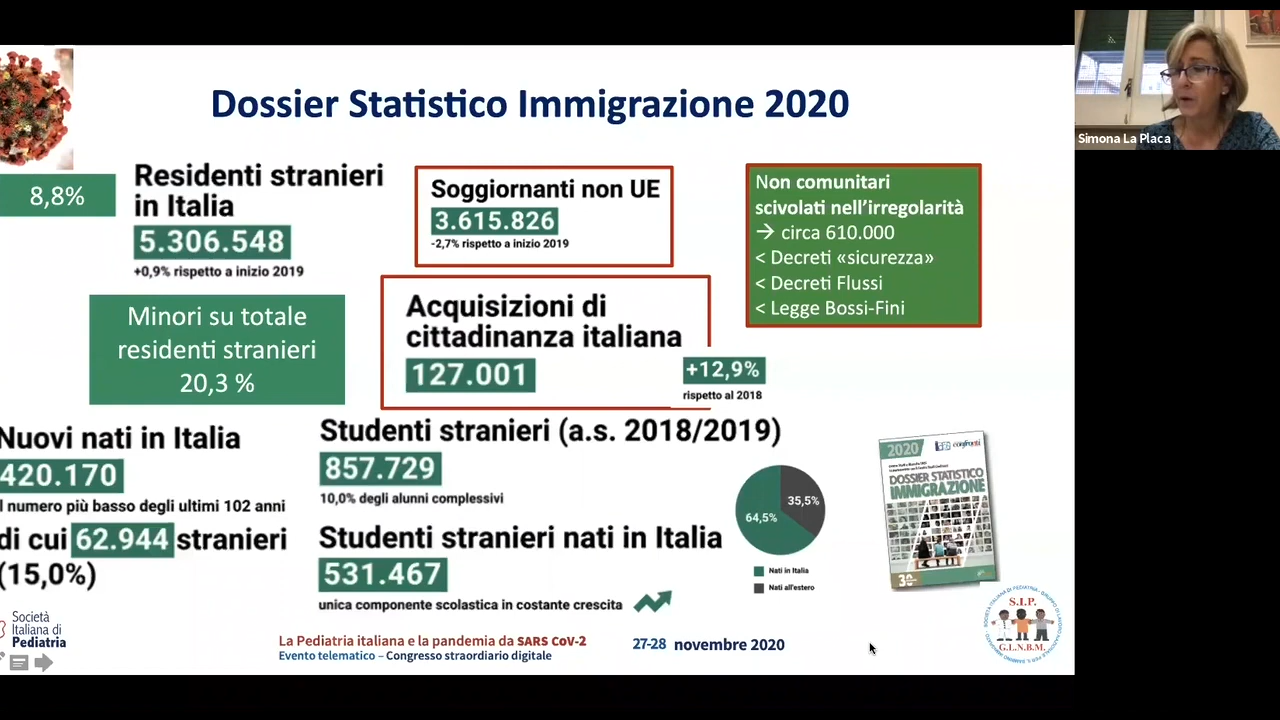 Dossier Statistico Immigrazione 2020
Simona La Placa
8,8%
Residenti stranieri
in Italia
5.306.548
+0,9% rispetto a inizio 2019
Soggiornanti non UE
3.615.826
-2,7% rispetto a inizio 2019
Non comunitari
scivolati nell'irregolarità
→ circa 610.000
< Decreti «sicurezza»
< Decreti Flussi
< Legge Bossi-Fini
Minori su totale
residenti stranieri
20,3 %
Acquisizioni di
cittadinanza italiana
127.001
+12,9%
rispetto al 2018
Nuovi nati in Italia
420.170
l numero più basso degli ultimi 102 anni
di cui 62.944 stranieri
(15,0%)
Studenti stranieri (a.s. 2018/2019)
857.729
10,0% degli alunni complessivi
Studenti stranieri nati in Italia
531.467
unica componente scolastica in costante crescita
35,5%
64,5%
Nati in Italia
Nati all'estero
2020
confronti
DOSSIER STATISTICO
IMMIGRAZIONE
30
Società
Italiana di
Pediatria
La Pediatria italiana e la pandemia da SARS CoV-2
Evento telematico – Congresso straordinario digitale
27-28 novembre 2020
S.I.P.
G.L.N.B.M.